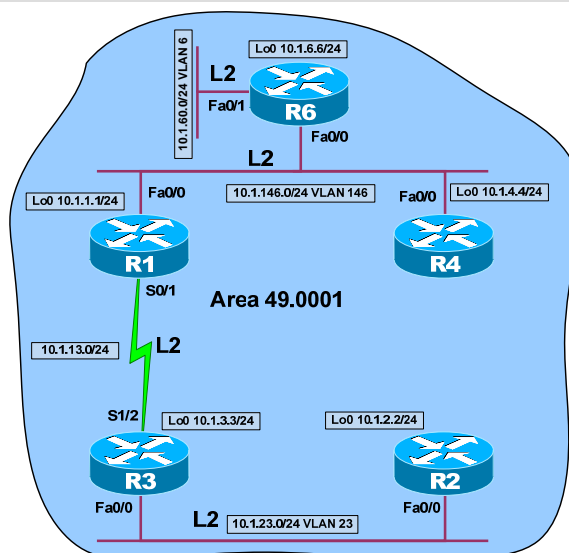 Lo0 10.1.6.6/24
10.1.60.0/24 VLAN 6
L2
Fa0/1
R6
Fa0/0
L2
Lo0 10.1.1.1/24
Fa0/0
10.1.146.0/24 VLAN 146
Fa0/0
Lo0 10.1.4.4/24
R1
R4
S0/1
Area 49.0001
10.1.13.0/24
L2
S1/2
Lo0 10.1.3.3/24
Lo0 10.1.2.2/24
R3
R2
Fa0/0
Fa0/0
L2
10.1.23.0/24 VLAN 23